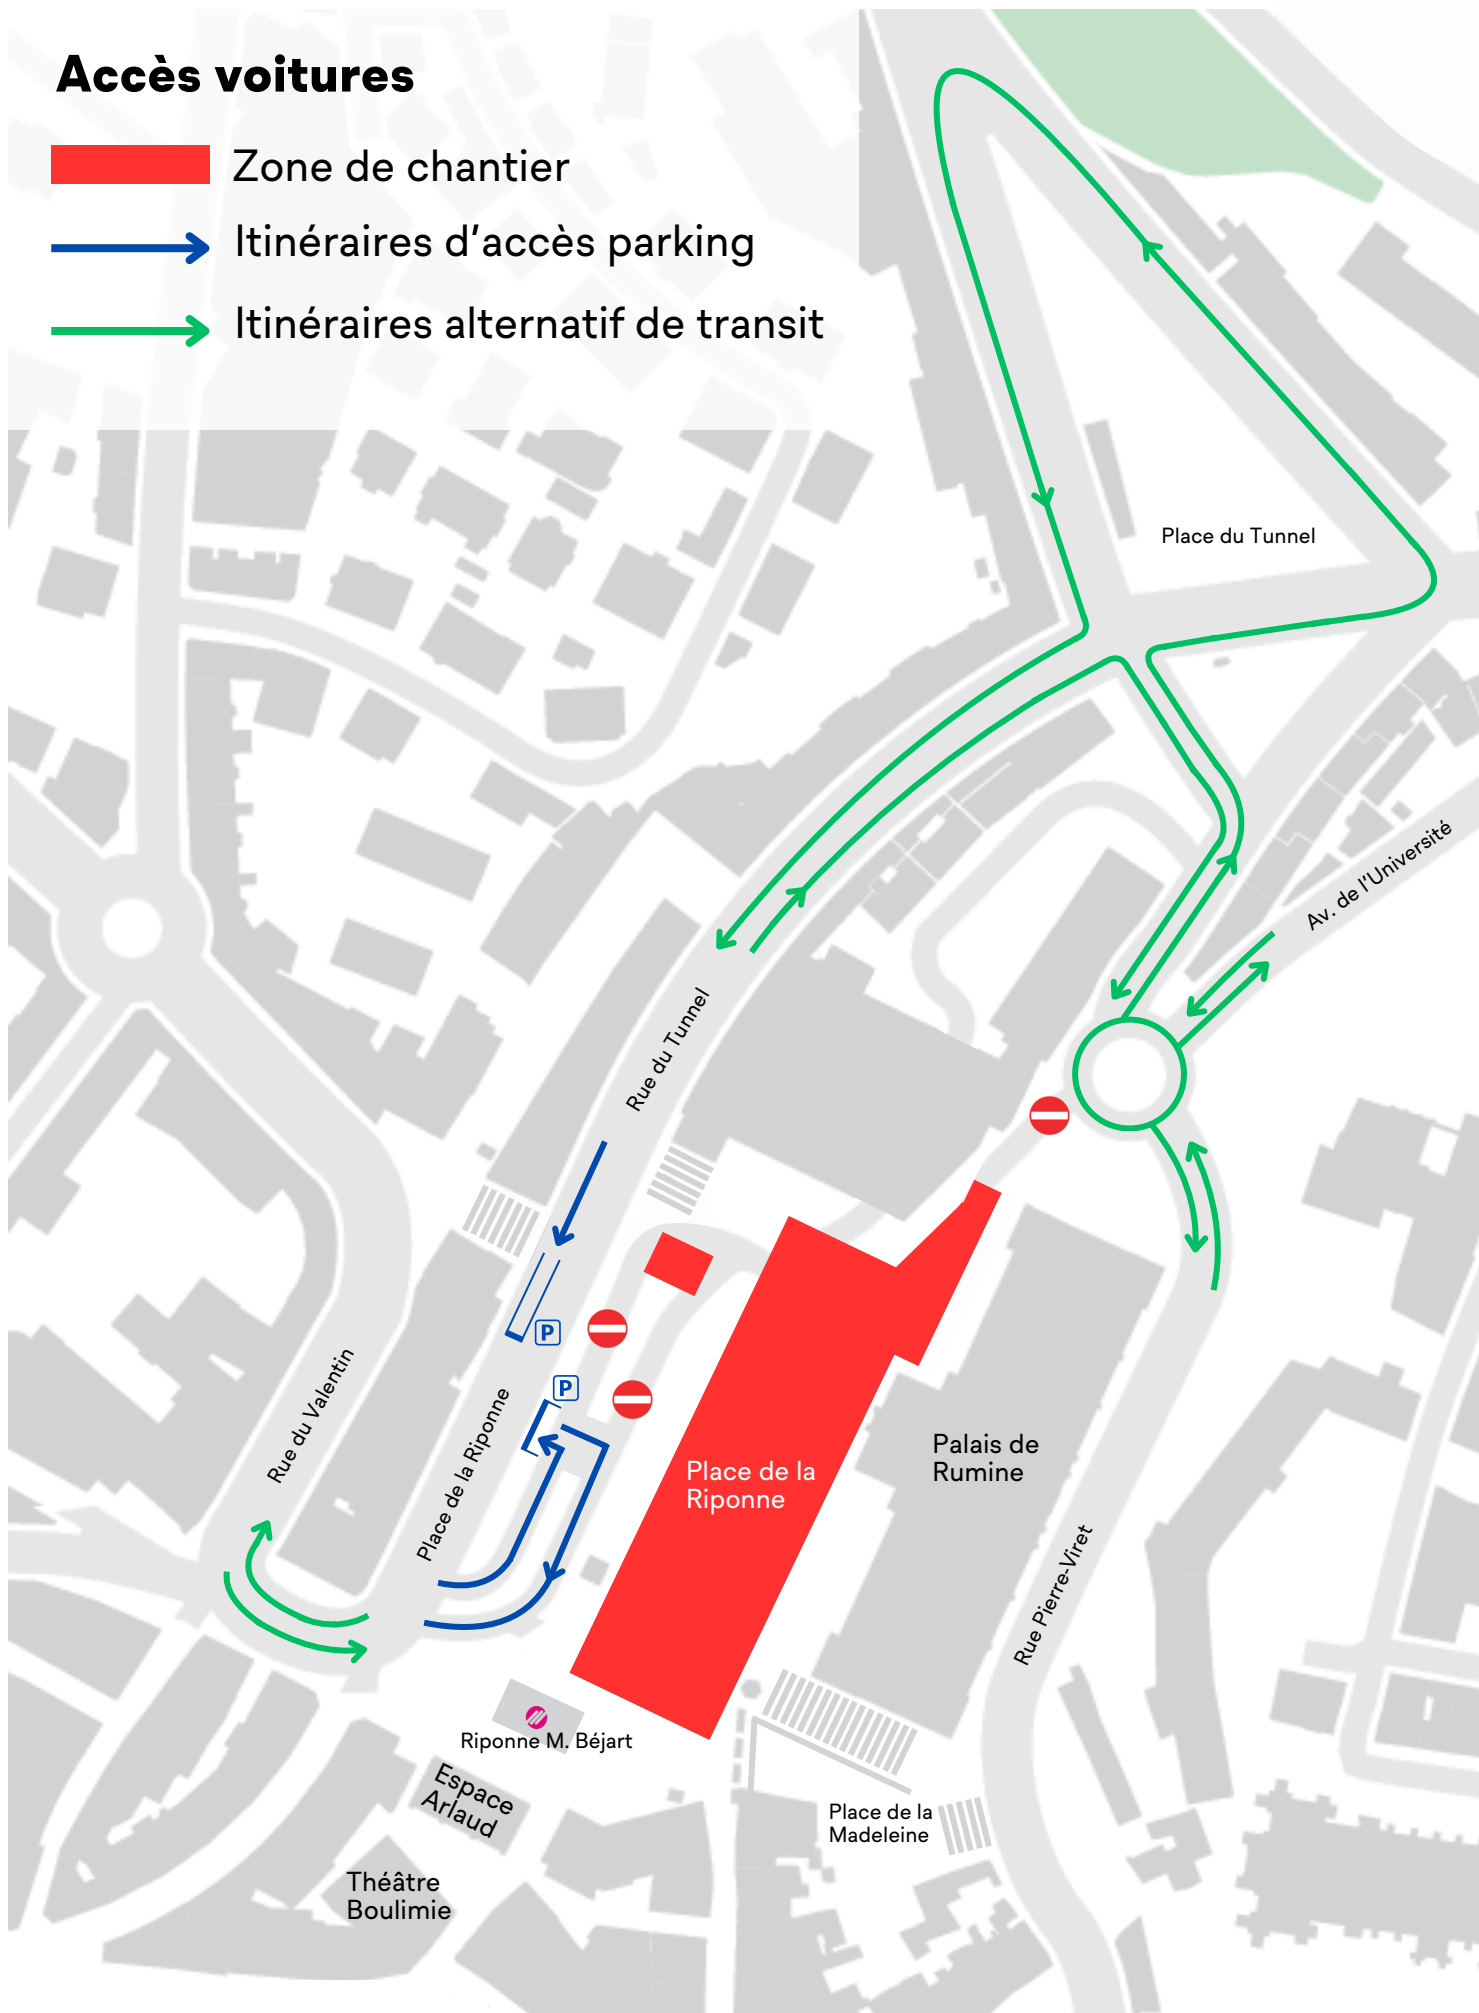 Accès voitures
Zone de chantier
Itinéraires d'accès parking
Itinéraires alternatif de transit
Place du Tunnel
Av. de l'Université
Rue du Tunnel
P
P
Rue du Valentin
Place de la Riponne
Place de la
Riponne
Palais de
Rumine
Rue Pierre-Viret
Riponne M. Béjart
Espace
Arlaud
Place de la
Madeleine
Théâtre
Boulimie